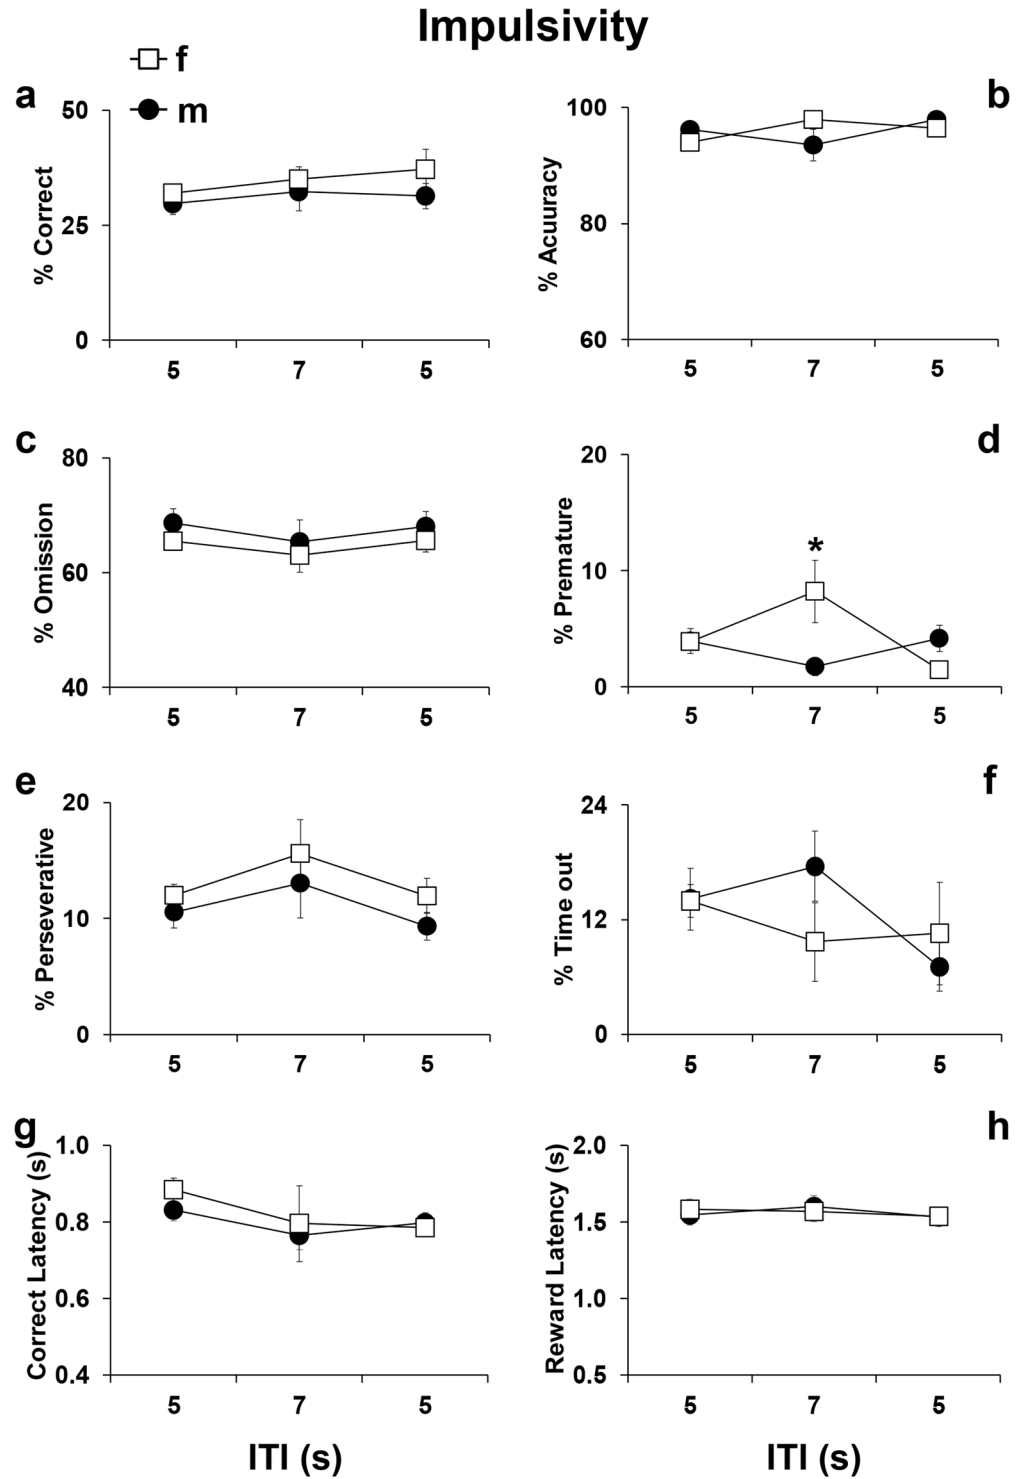 Impulsivity
f
m
a
50
25
0
% Correct
5 7 5
b
100
80
60
% Acuuracy
5 7 5
c
80
60
40
% Omission
5 7 5
d
20
10
0
% Premature
*
5 7 5
e
20
10
0
% Perseverative
5 7 5
f
24
12
0
% Time out
5 7 5
g
1.0
0.8
0.6
0.4
Correct Latency (s)
5 7 5
ITI (s)
h
2.0
1.5
1.0
0.5
Reward Latency (s)
5 7 5
ITI (s)